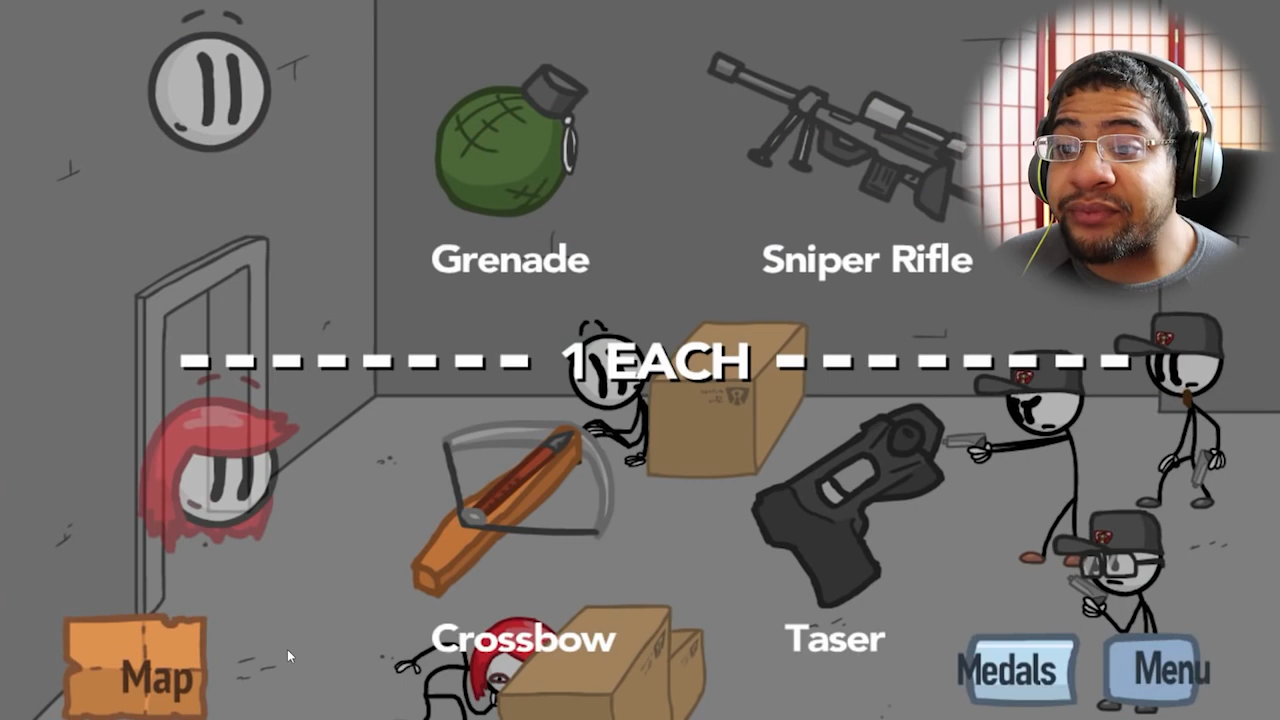 Grenade
Sniper Rifle
1 EACH
Crossbow
Taser
Map
Medals
Menu